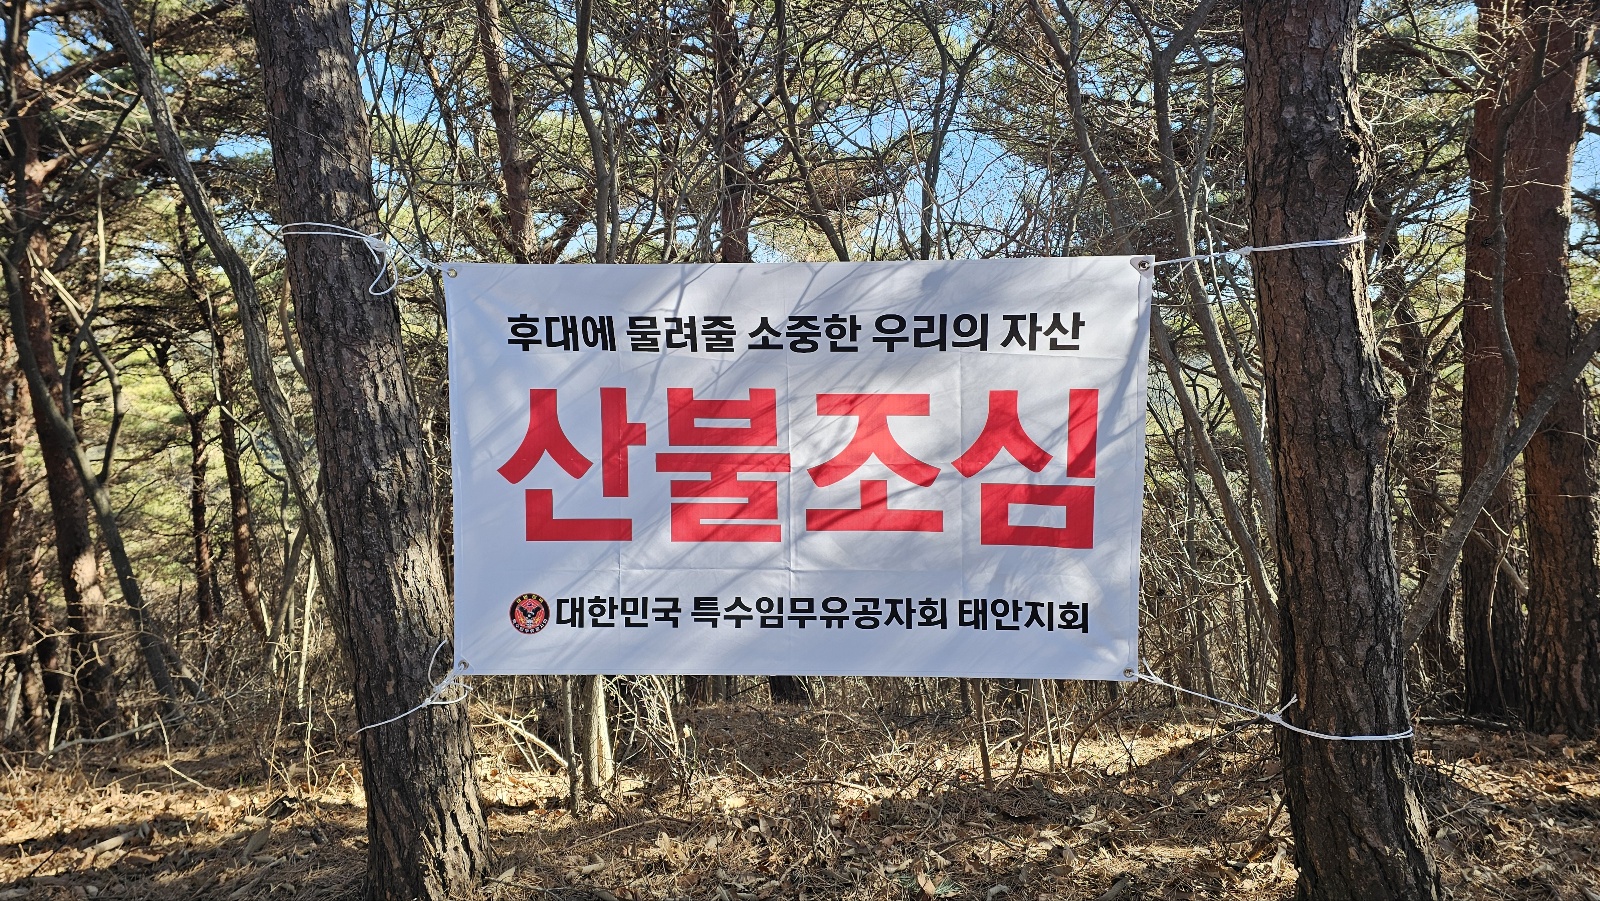 후대에 물려줄 소중한 우리의 자산
산불조심
대한민국 특수임무유공자회 태안지회